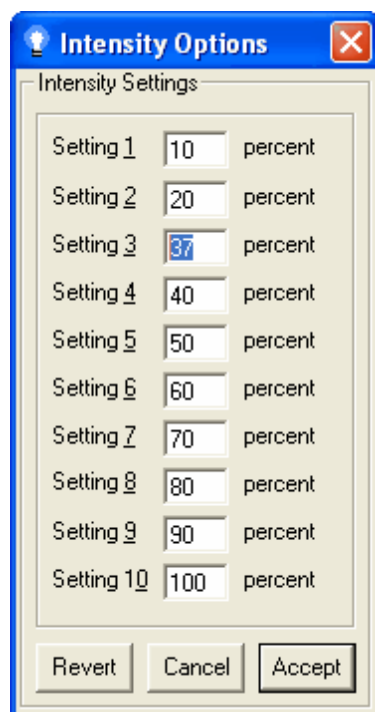 Intensity Options
Intensity Settings
Setting 1 10 percent
Setting 2 20 percent
Setting 3 37 percent
Setting 4 40 percent
Setting 5 50 percent
Setting 6 60 percent
Setting 7 70 percent
Setting 8 80 percent
Setting 9 90 percent
Setting 10 100 percent
Revert Cancel Accept